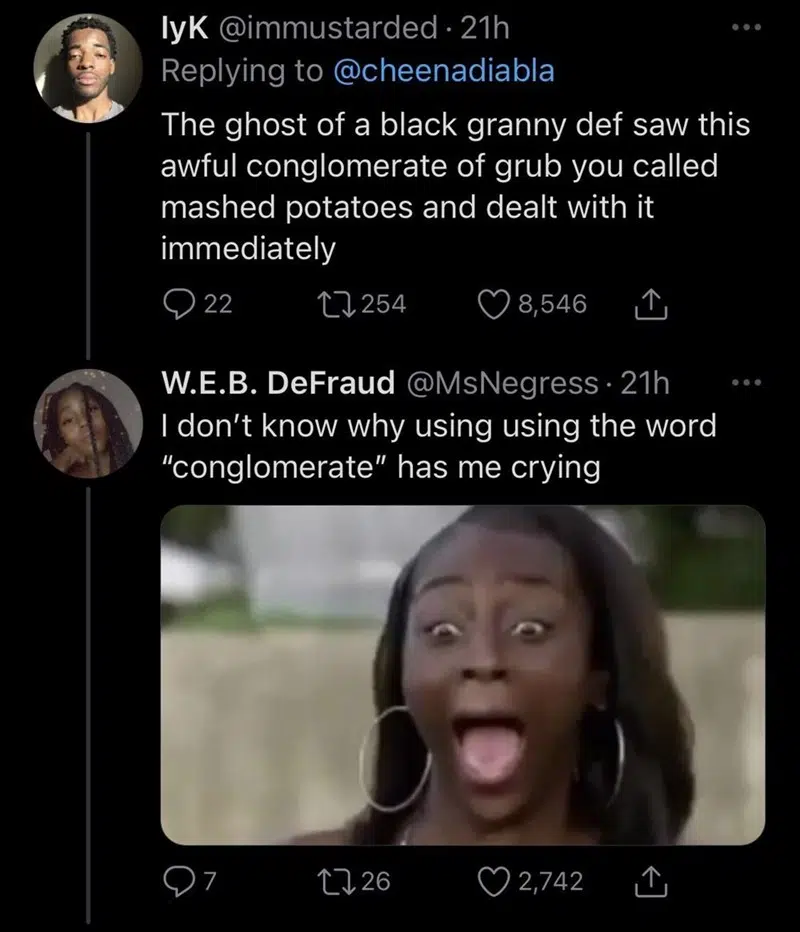 lyK @immustarded · 21h
Replying to @cheenadiabla
The ghost of a black granny def saw this
awful conglomerate of grub you called
mashed potatoes and dealt with it
immediately
22 254 8,546
W.E.B. DeFraud @MsNegress · 21h
I don’t know why using using the word
“conglomerate” has me crying
7 26 2,742